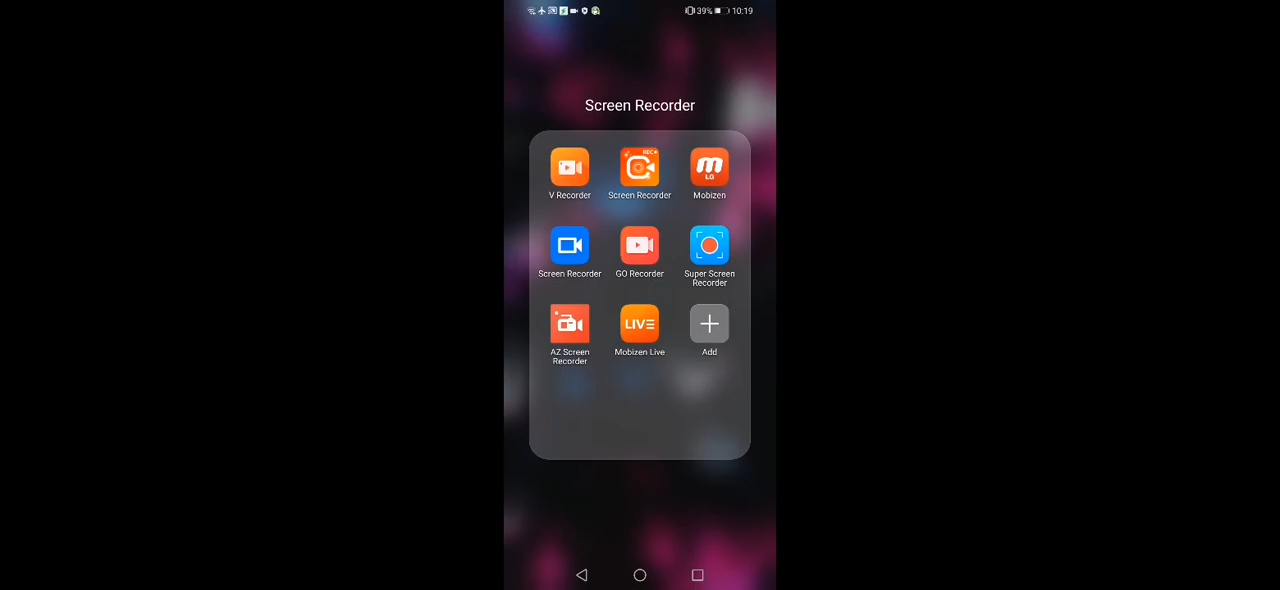 39% 10:19
Screen Recorder
V Recorder
REC
Screen Recorder
m
LG
Mobizen
Screen Recorder
GO Recorder
Super Screen
Recorder
AZ Screen
Recorder
LIVE
Mobizen Live
Add